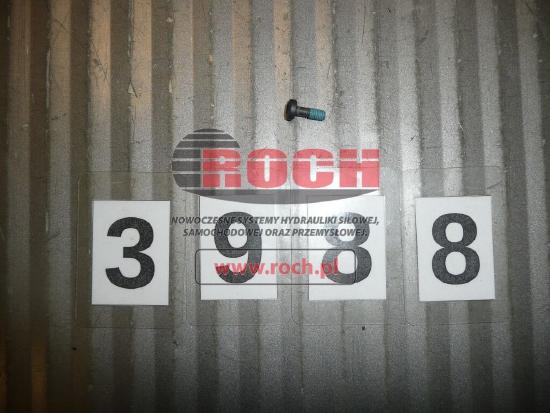 ROCH
NOWOCZESNE SYSTEMY HYDRAULIKI SIŁOWEJ,
SAMOCHODOWEJ ORAZ PRZEMYSŁOWEJ.
3 9 8 8
www.roch.pl